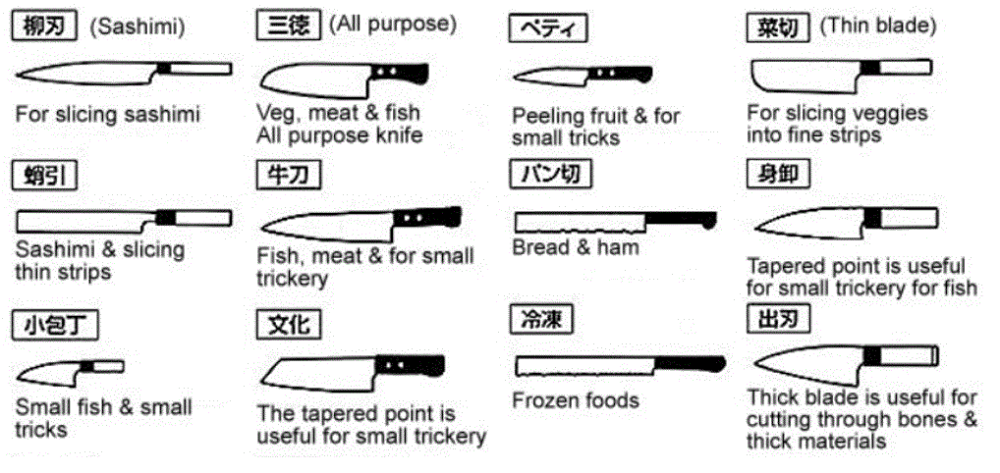 柳刃 (Sashimi)
For slicing sashimi
三徳 (All purpose)
Veg, meat & fish
All purpose knife
ペティ
Peeling fruit & for
small tricks
菜切 (Thin blade)
For slicing veggies
into fine strips
蛸引
Sashimi & slicing
thin strips
牛刀
Fish, meat & for small
trickery
パン切
Bread & ham
身卸
Tapered point is useful
for small trickery for fish
小包丁
Small fish & small
tricks
文化
The tapered point is
useful for small trickery
冷凍
Frozen foods
出刃
Thick blade is useful for
cutting through bones &
thick materials